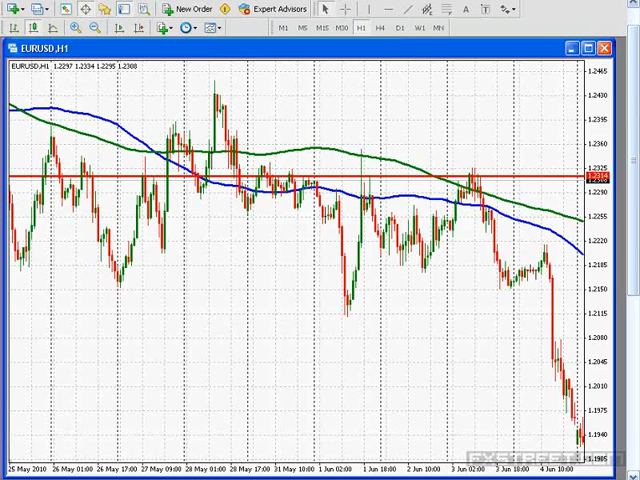 New Order
Expert Advisors
A
T
M1 M5 M15 M30 H1 H4 D1 W1 MN
EURUSD,H1
EURUSD,H1 1.2297 1.2334 1.2295 1.2308
1.2465
1.2430
1.2395
1.2360
1.2325
1.2314
1.2290
1.2255
1.2220
1.2185
1.2150
1.2115
1.2080
1.2045
1.2010
1.1975
1.1940
1.1905
25 May 2010 26 May 01:00 26 May 17:00 27 May 09:00 28 May 01:00 28 May 17:00 31 May 10:00 1 Jun 02:00 1 Jun 18:00 2 Jun 10:00 3 Jun 02:00 3 Jun 18:00 4 Jun 10:00
FXSTREET.COM